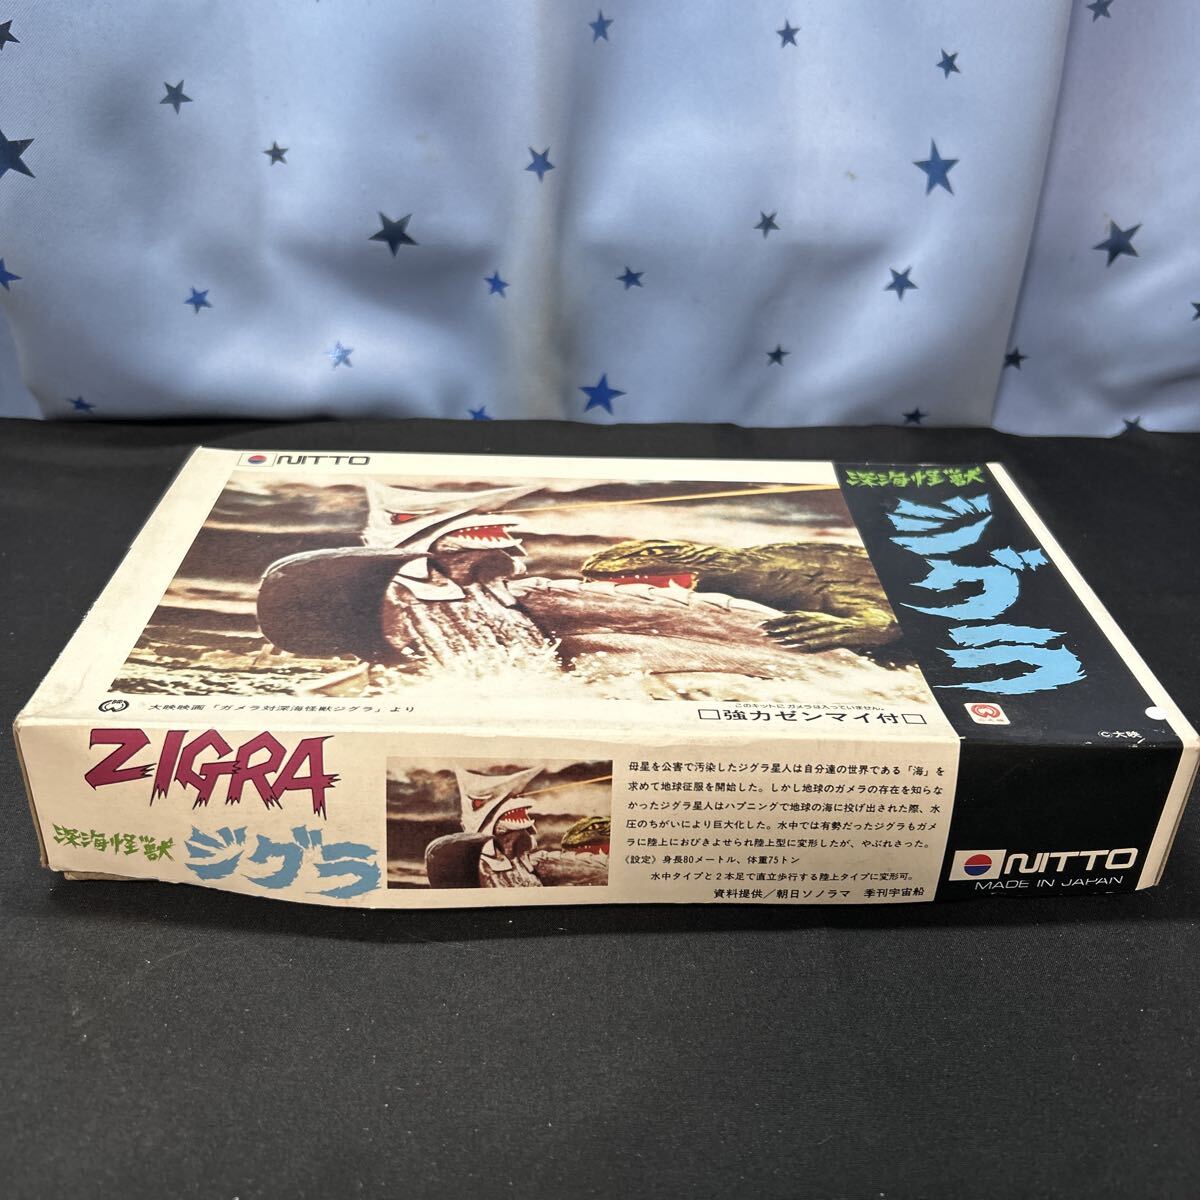 NITTO
深海怪獣
ジグラ
大映映画「ガメラ対深海怪獣ジグラ」より
このキットにガメラは入っていません。
□強力ゼンマイ付□
©大映
ZIGRA
深海怪獣
ジグラ
母星を公害で汚染したジグラ星人は自分達の世界である「海」を
求めて地球征服を開始した。しかし地球のガメラの存在を知らな
かったジグラ星人はハプニングで地球の海に投げ出された際、水
圧のちがいにより巨大化した。水中では有勢だったジグラもガメ
ラに陸上におびきよせられ陸上型に変形したが、やぶれさった。
《設定》身長80メートル、体重75トン
水中タイプと2本足で直立歩行する陸上タイプに変形可。
資料提供/朝日ソノラマ 季刊宇宙船
NITTO
MADE IN JAPAN